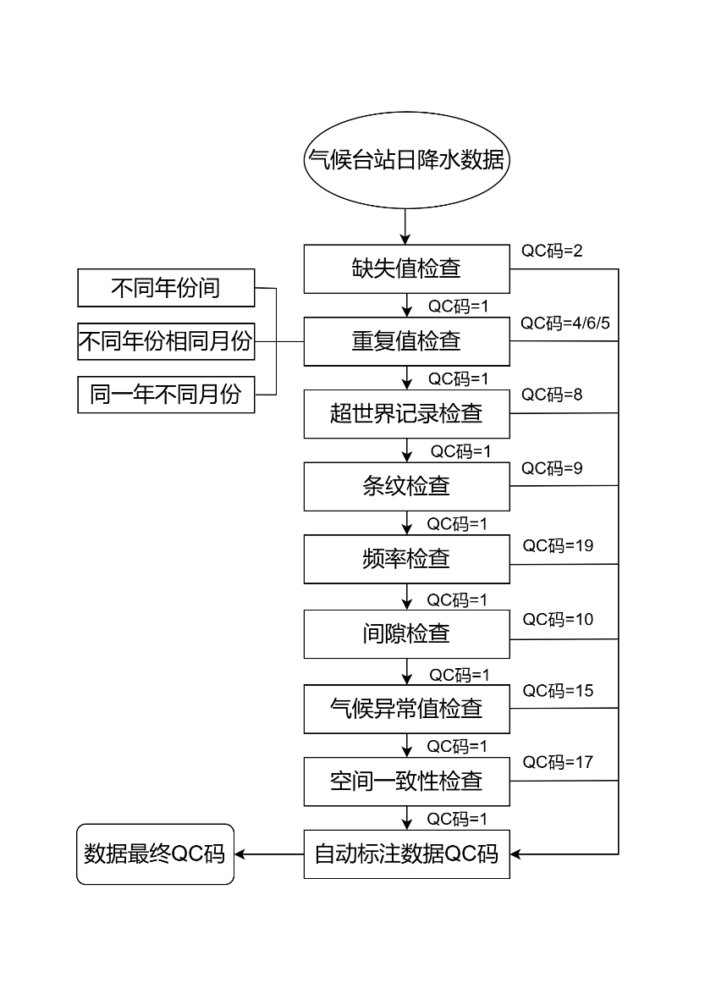 气候台站日降水数据
缺失值检查
QC码=2
QC码=1
不同年份间
不同年份相同月份
同一年不同月份
重复值检查
QC码=4/6/5
QC码=1
超世界记录检查
QC码=8
QC码=1
条纹检查
QC码=9
QC码=1
频率检查
QC码=19
QC码=1
间隙检查
QC码=10
QC码=1
气候异常值检查
QC码=15
QC码=1
空间一致性检查
QC码=17
QC码=1
自动标注数据QC码
数据最终QC码